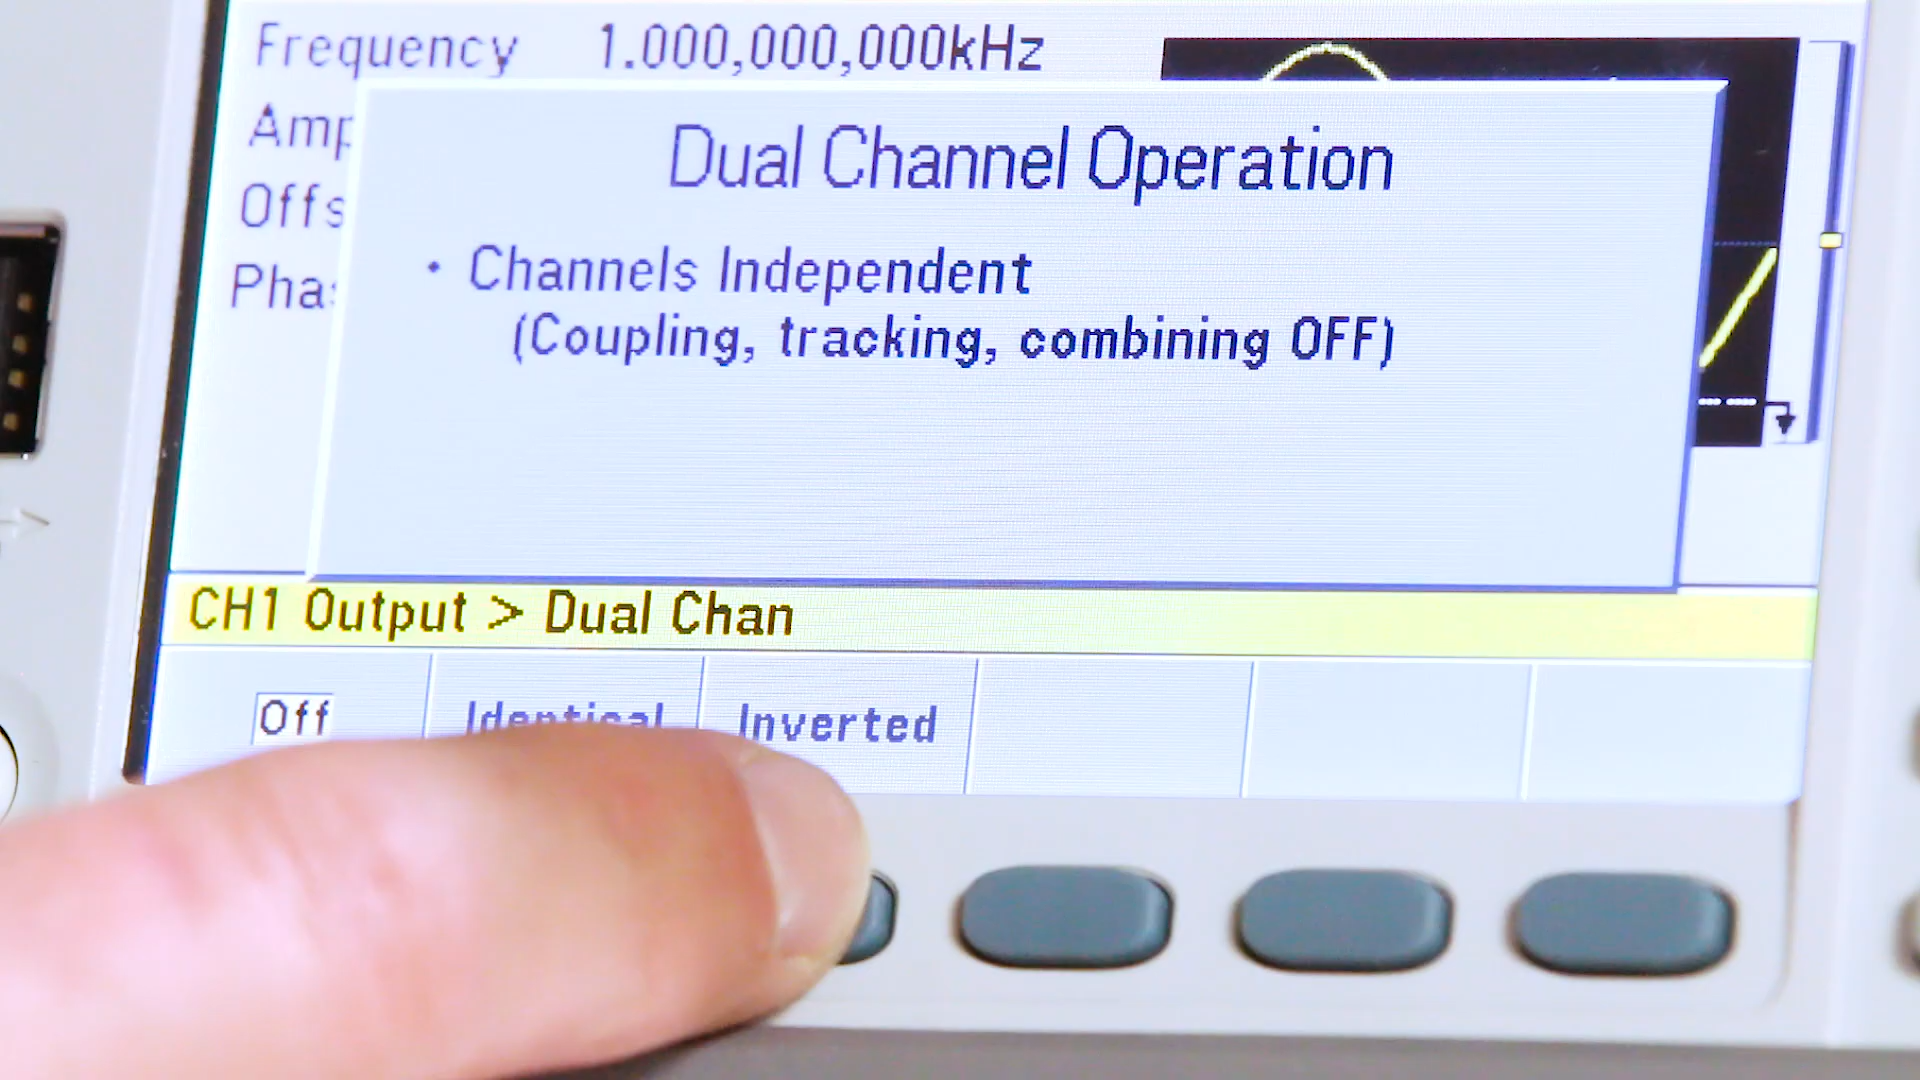 Frequency 1.000,000,000kHz
Dual Channel Operation
• Channels Independent
(Coupling, tracking, combining OFF)
CH1 Output > Dual Chan
Off Identical Inverted